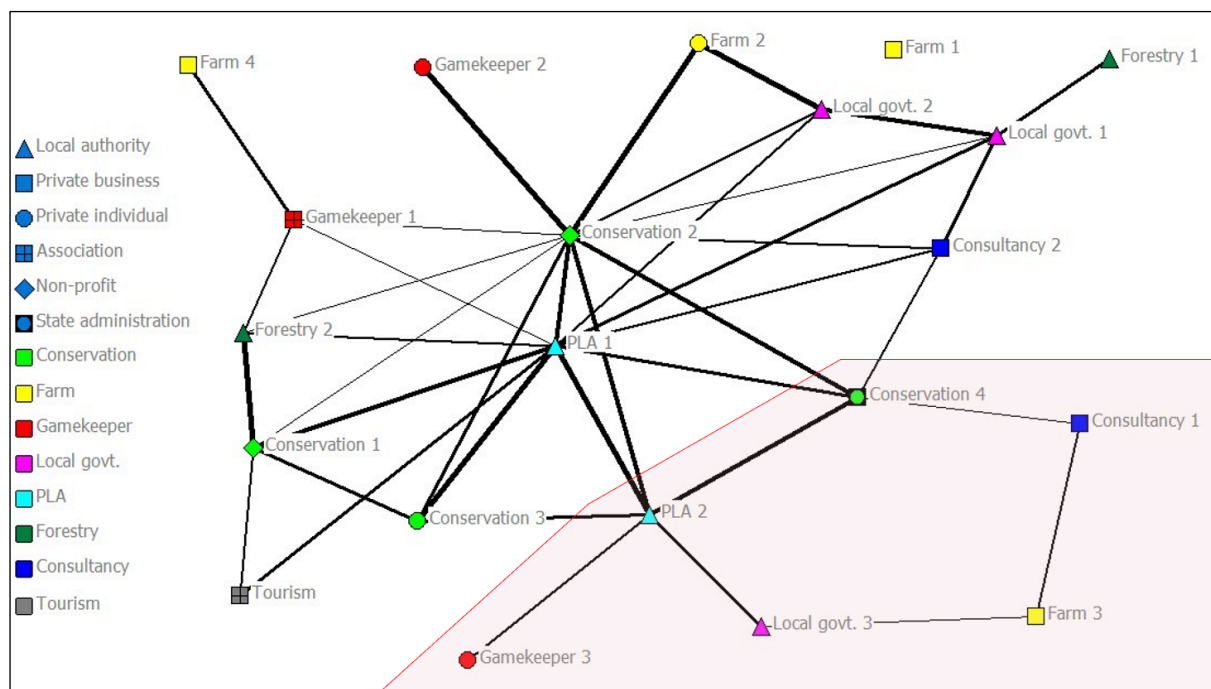 Farm 4
Gamekeeper 2
Farm 2
Farm 1
Forestry 1
Local govt. 2
Local govt. 1
Local authority
Private business
Private individual
Association
Non-profit
State administration
Conservation
Farm
Gamekeeper
Local govt.
PLA
Forestry
Consultancy
Tourism
Gamekeeper 1
Conservation 2
Consultancy 2
Forestry 2
PLA 1
Conservation 4
Consultancy 1
Conservation 1
Conservation 3
PLA 2
Tourism
Local govt. 3
Farm 3
Gamekeeper 3